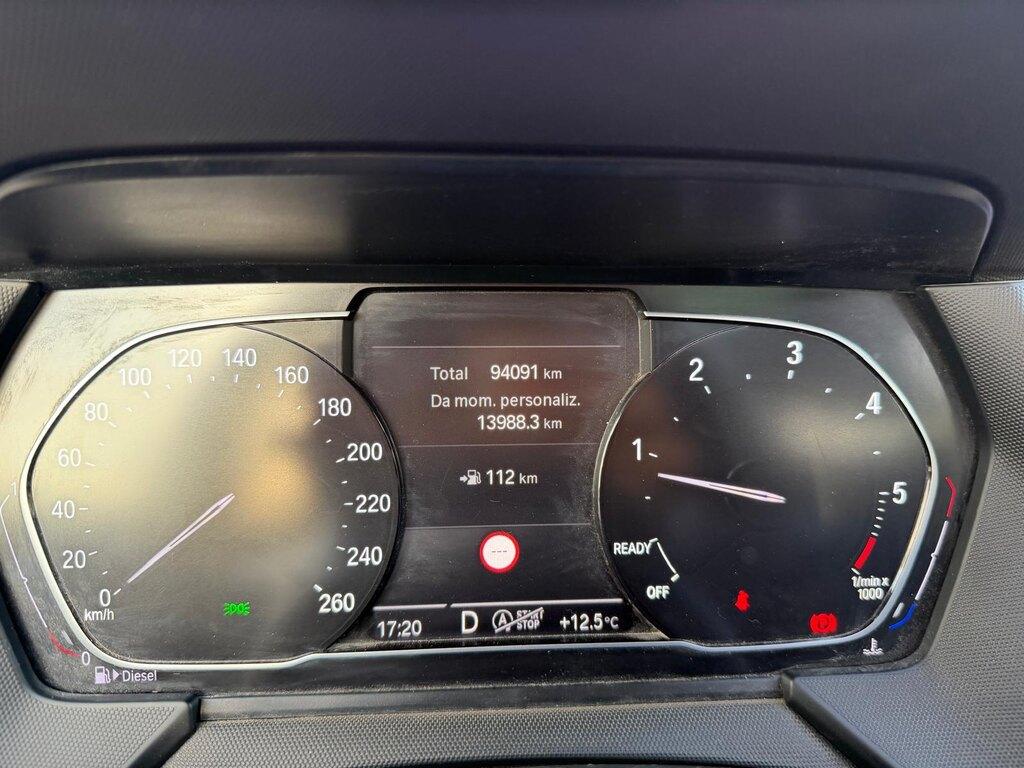 0
20
40
60
80
100
120
140
160
180
200
220
240
260
km/h
1
0
Diesel
Total 94091 km
Da mom. personaliz.
13988.3 km
112 km
---
17:20
D
A START
STOP
+12.5°C
OFF
READY
1
2
3
4
5
1/min x
1000
P